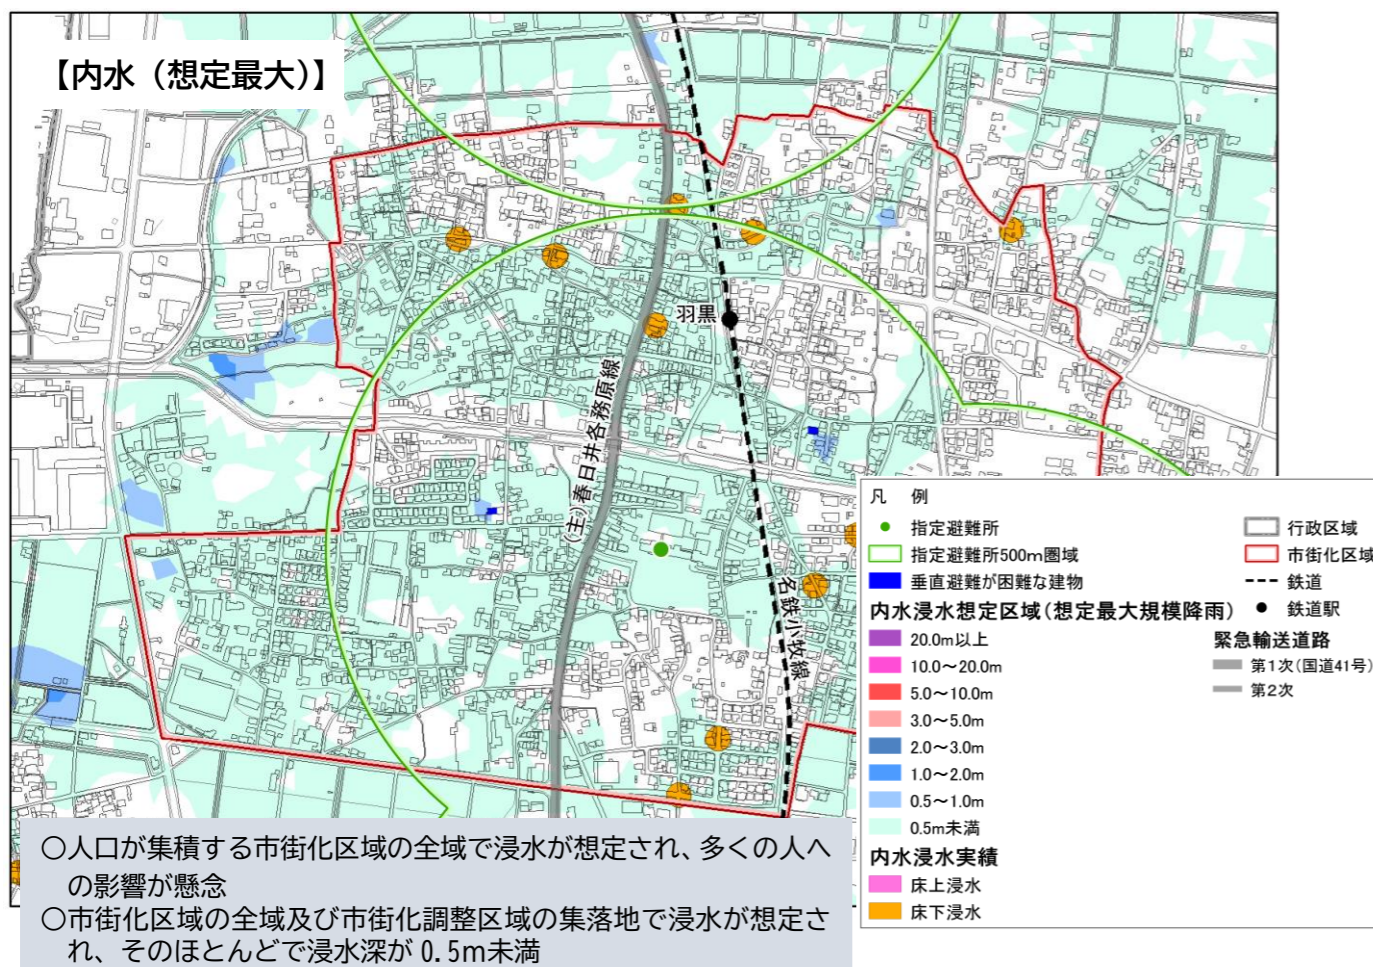 【内水（想定最大）】
羽黒
(主)春日井各務原線
名鉄小牧線
凡　例
指定避難所
指定避難所500m圏域
垂直避難が困難な建物
内水浸水想定区域(想定最大規模降雨)
20.0m以上
10.0～20.0m
5.0～10.0m
3.0～5.0m
2.0～3.0m
1.0～2.0m
0.5～1.0m
0.5m未満
内水浸水実績
床上浸水
床下浸水
行政区域
市街化区域
鉄道
鉄道駅
緊急輸送道路
第1次(国道41号)
第2次
○人口が集積する市街化区域の全域で浸水が想定され、多くの人へ
の影響が懸念
○市街化区域の全域及び市街化調整区域の集落地で浸水が想定さ
れ、そのほとんどで浸水深が 0.5m未満